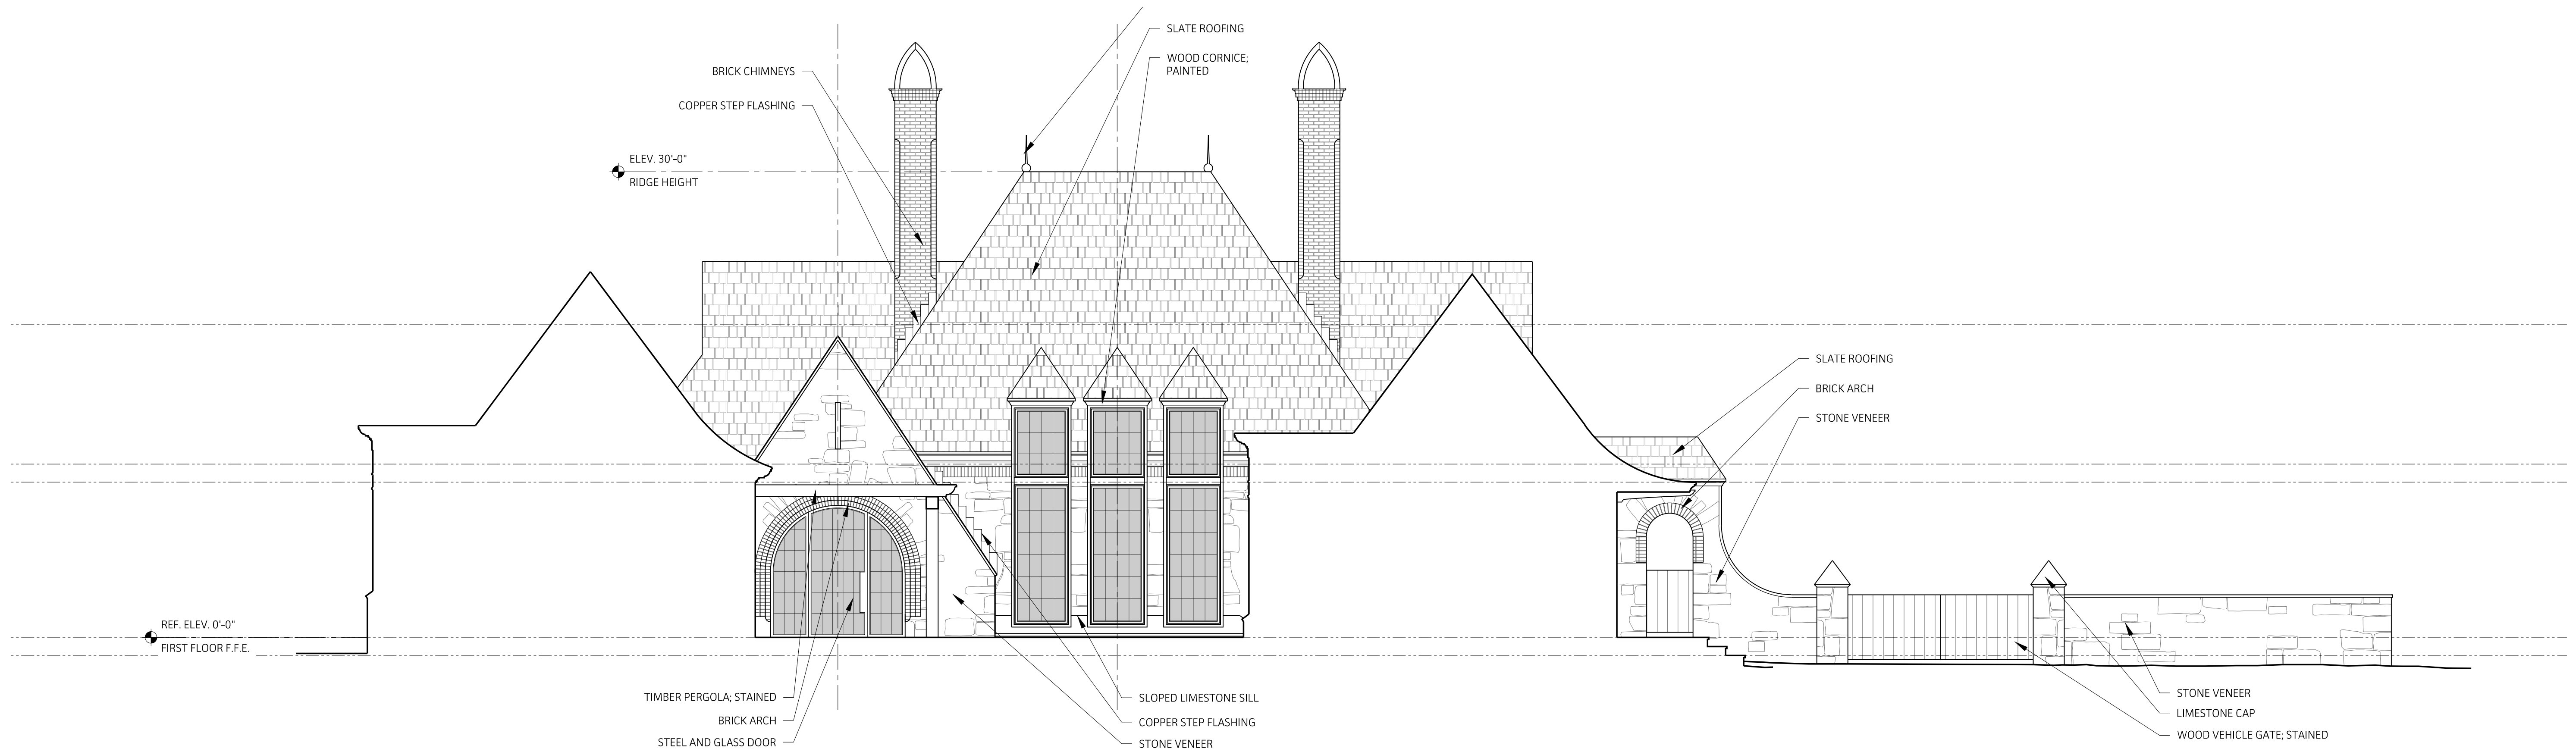 SLATE ROOFING
WOOD CORNICE;
PAINTED
BRICK CHIMNEYS
COPPER STEP FLASHING
ELEV. 30'-0"
RIDGE HEIGHT
SLATE ROOFING
BRICK ARCH
STONE VENEER
REF. ELEV. 0'-0"
FIRST FLOOR F.F.E.
TIMBER PERGOLA; STAINED
BRICK ARCH
STEEL AND GLASS DOOR
SLOPED LIMESTONE SILL
COPPER STEP FLASHING
STONE VENEER
STONE VENEER
LIMESTONE CAP
WOOD VEHICLE GATE; STAINED